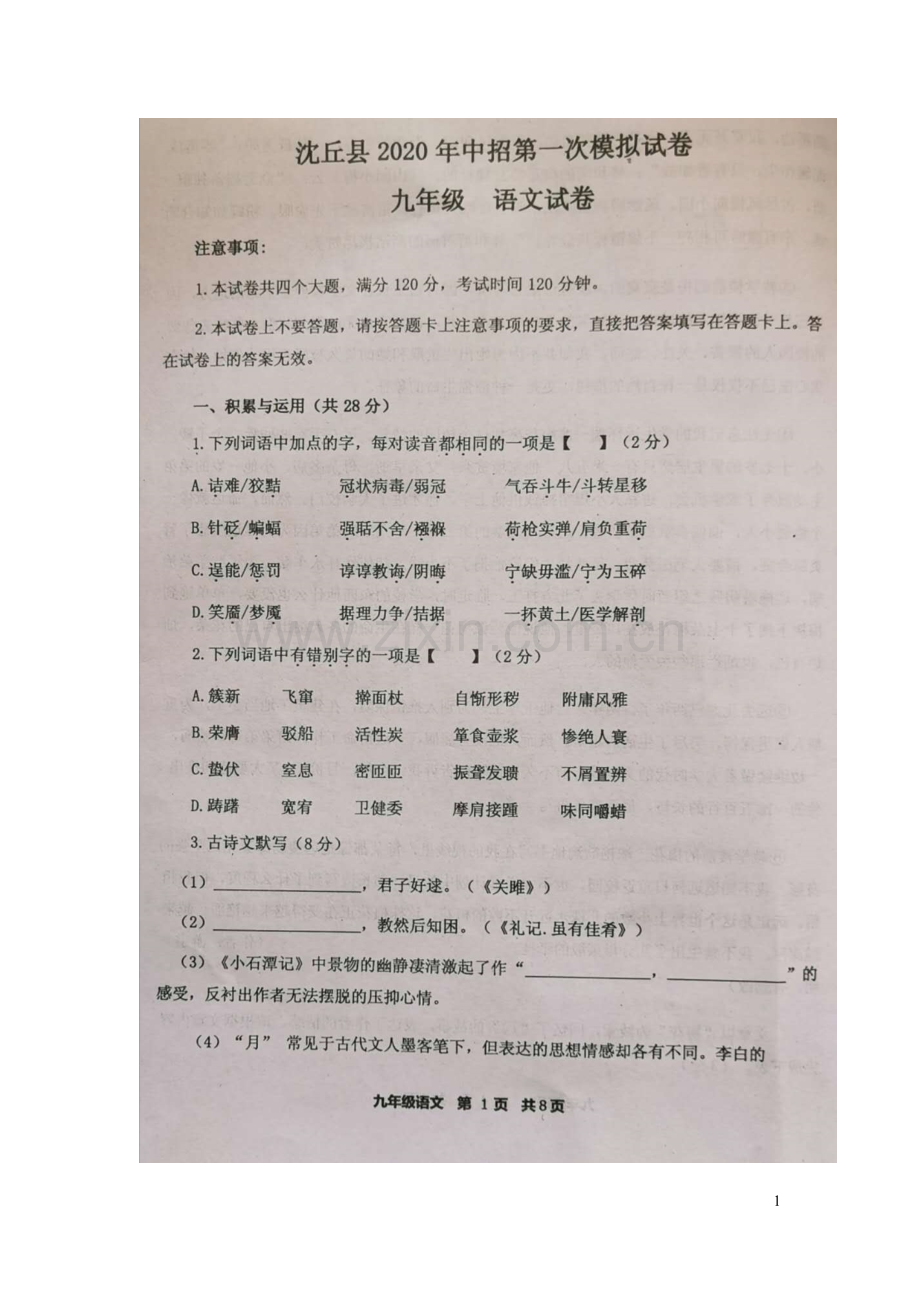 沈丘县 2020 年中招第一次模拟试卷
九年级 语文试卷
注意事项:
1.本试卷共四个大题，满分 120 分，考试时间 120 分钟。
2.本试卷上不要答题，请按答题卡上注意事项的要求，直接把答案填写在答题卡上。答
在试卷上的答案无效。
一、积累与运用（共 28 分）
1.下列词语中加点的字，每对读音都相同的一项是【 】(2 分)
A.诘难/狡黠 冠状病毒/弱冠 气吞斗牛/斗转星移
B.针砭/蝙蝠 强聒不舍/襁褓 荷枪实弹/肩负重荷
C.逞能/惩罚 谆谆教诲/阴晦 宁缺毋滥/宁为玉碎
D.笑靥/梦魇 据理力争/拮据 一抔黄土/医学解剖
www.zixin.com.cn
2.下列词语中有错别字的一项是【 】(2 分)
A.簇新 飞窜 擀面杖 自惭形秽 附庸风雅
B.荣膺 驳船 活性炭 箪食壶浆 惨绝人寰
C.蛰伏 窒息 密匝匝 振聋发聩 不屑置辨
D.踌躇 宽宥 卫健委 摩肩接踵 味同嚼蜡
3.古诗文默写(8 分)
(1)______________，君子好逑。(《关雎》)
(2)______________，教然后知困。(《礼记.虽有佳肴》)
(3)《小石潭记》中景物的幽静凄清激起了作“____________，____________”的
感受，反衬出作者无法摆脱的压抑心情。
(4)“月” 常见于古代文人墨客笔下，但表达的思想情感却各有不同。李白的
九年级语文 第 1 页 共 8 页
1